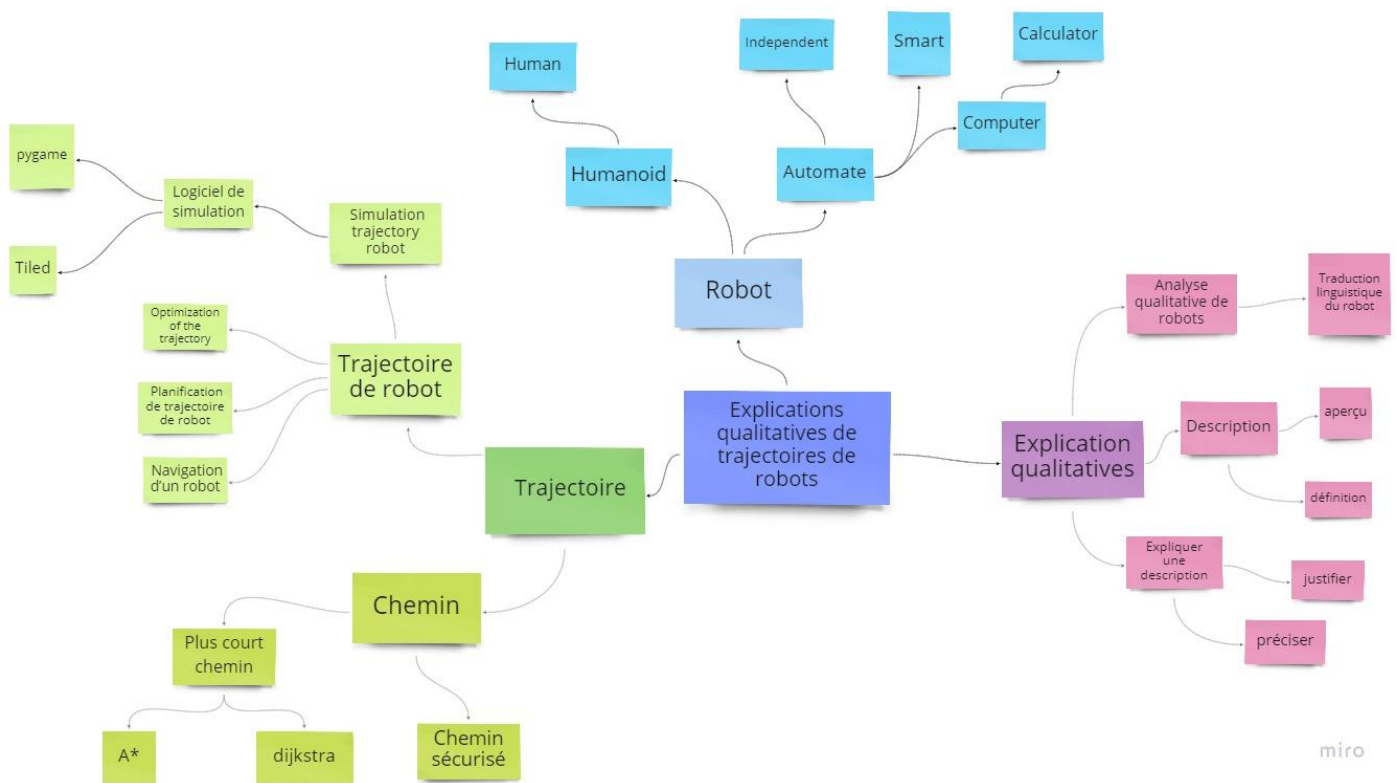 Human
Independent
Smart
Calculator
Computer
Humanoid
Automate
Robot
pygame
Logiciel de
simulation
Simulation
trajectory
robot
Tiled
Optimization
of the
trajectory
Trajectoire
de robot
Planification
de trajectoire
de robot
Navigation
d'un robot
Explications
qualitatives de
trajectoires de
robots
Trajectoire
Chemin
Plus court
chemin
A*
dijkstra
Chemin
sécurisé
Explication
qualitatives
Analyse
qualitative de
robots
Traduction
linguistique
du robot
Description
aperçu
définition
Expliquer
une
description
justifier
préciser
miro